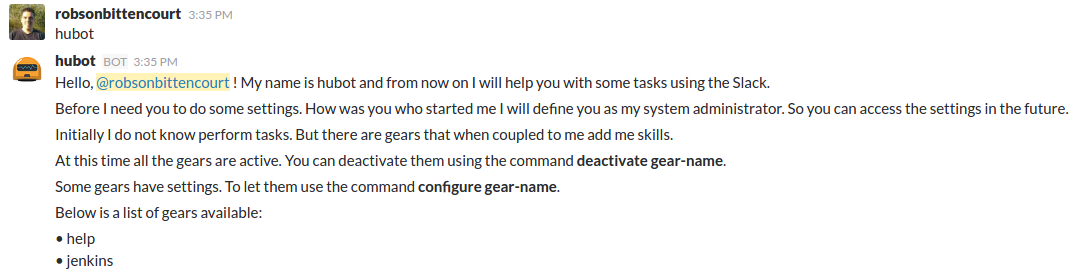 robsonbittencourt 3:35 PM
hubot
hubot BOT 3:35 PM
Hello, @robsonbittencourt ! My name is hubot and from now on I will help you with some tasks using the Slack.
Before I need you to do some settings. How was you who started me I will define you as my system administrator. So you can access the settings in the future.
Initially I do not know perform tasks. But there are gears that when coupled to me add me skills.
At this time all the gears are active. You can deactivate them using the command deactivate gear-name.
Some gears have settings. To let them use the command configure gear-name.
Below is a list of gears available:
• help
• jenkins